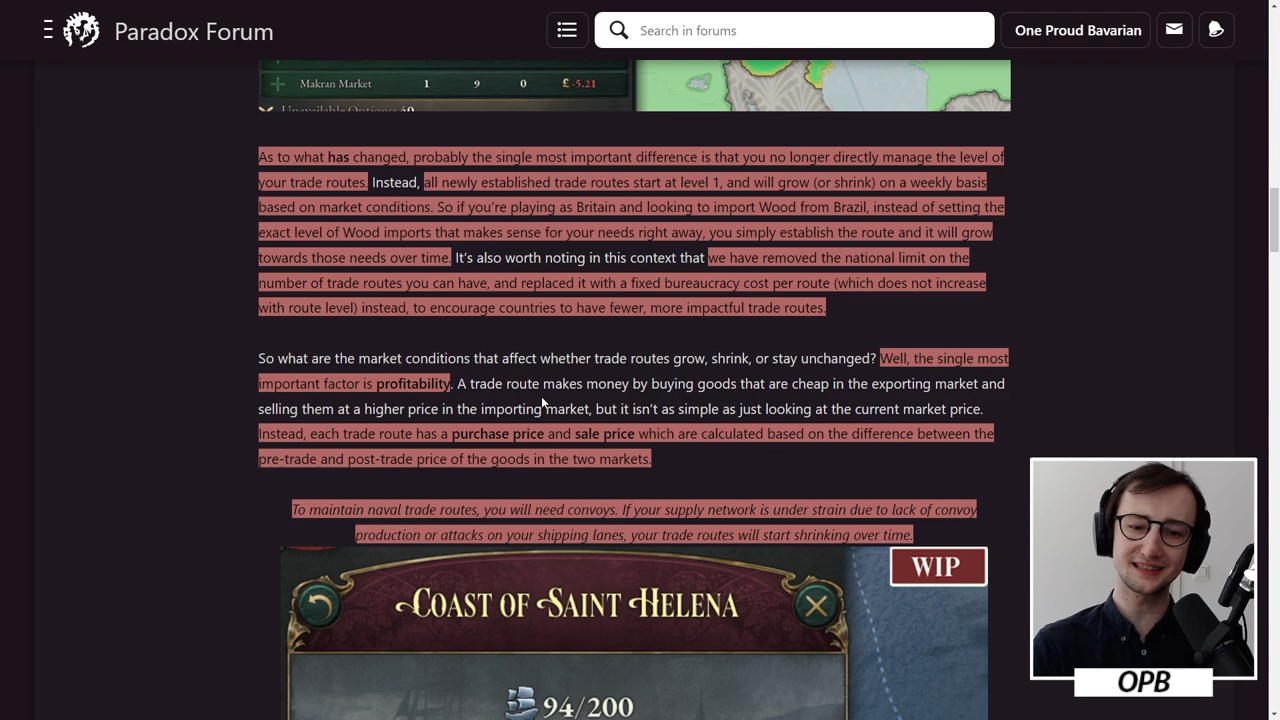 Paradox Forum
Search in forums
One Proud Bavarian
Makran Market 1 9 0 £ -5.21
Unavailable Options: 40
As to what has changed, probably the single most important difference is that you no longer directly manage the level of
your trade routes. Instead, all newly established trade routes start at level 1, and will grow (or shrink) on a weekly basis
based on market conditions. So if you’re playing as Britain and looking to import Wood from Brazil, instead of setting the
exact level of Wood imports that makes sense for your needs right away, you simply establish the route and it will grow
towards those needs over time. It’s also worth noting in this context that we have removed the national limit on the
number of trade routes you can have, and replaced it with a fixed bureaucracy cost per route (which does not increase
with route level) instead, to encourage countries to have fewer, more impactful trade routes.
So what are the market conditions that affect whether trade routes grow, shrink, or stay unchanged? Well, the single most
important factor is profitability. A trade route makes money by buying goods that are cheap in the exporting market and
selling them at a higher price in the importing market, but it isn’t as simple as just looking at the current market price.
Instead, each trade route has a purchase price and sale price which are calculated based on the difference between the
pre-trade and post-trade price of the goods in the two markets.
To maintain naval trade routes, you will need convoys. If your supply network is under strain due to lack of convoy
production or attacks on your shipping lanes, your trade routes will start shrinking over time.
WIP
COAST OF SAINT HELENA
94/200
OPB